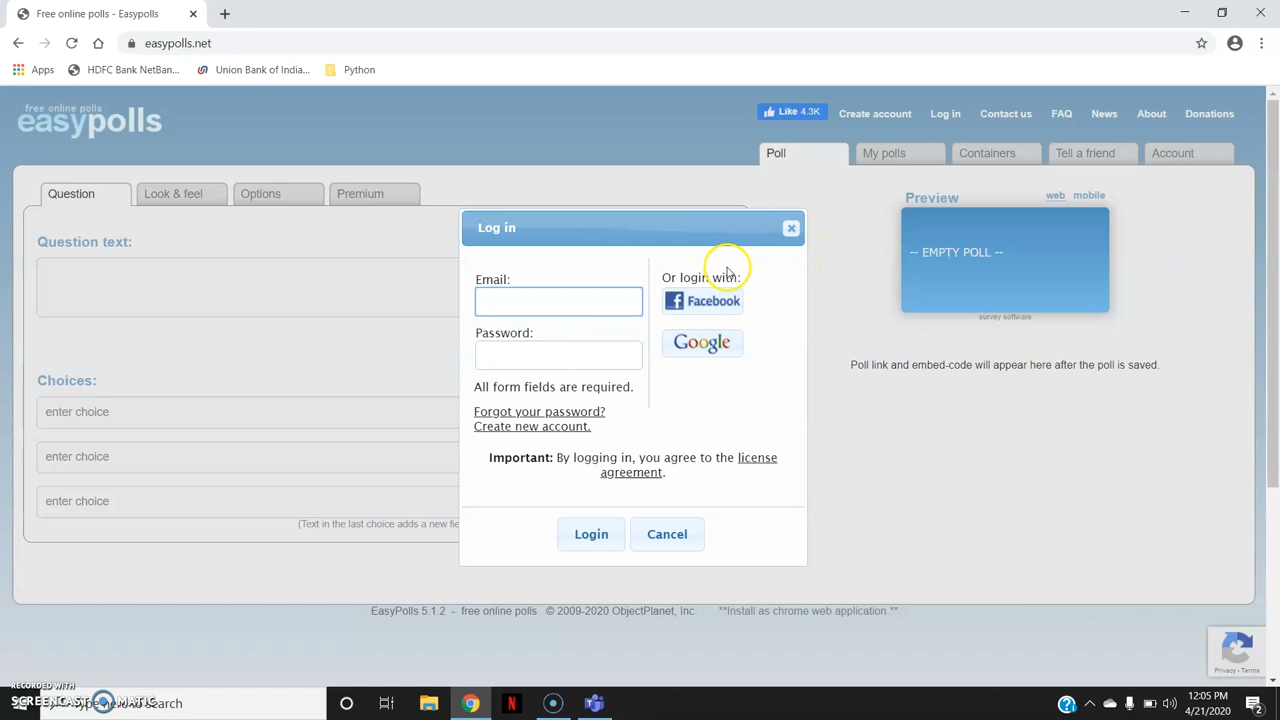 Free online polls - Easypolls
easypolls.net
Apps
HDFC Bank NetBan...
Union Bank of India...
Python
free online polls
easypolls
Like 4.3K
Create account
Log in
Contact us
FAQ
News
About
Donations
Poll
My polls
Containers
Tell a friend
Account
Question
Look & feel
Options
Premium
Preview
web
mobile
Question text:
-- EMPTY POLL --
survey software
Poll link and embed-code will appear here after the poll is saved.
Choices:
enter choice
enter choice
enter choice
(Text in the last choice adds a new fie
Log in
Email:
Password:
All form fields are required.
Forgot your password?
Create new account.
Or login with:
Facebook
Google
Important: By logging in, you agree to the license
agreement.
Login
Cancel
EasyPolls 5.1.2 - free online polls © 2009-2020 ObjectPlanet, Inc. **Install as chrome web application.**
Privacy - Terms
RECORDED WITH
SCREENCAST MATIC
search
12:05 PM
4/21/2020
2